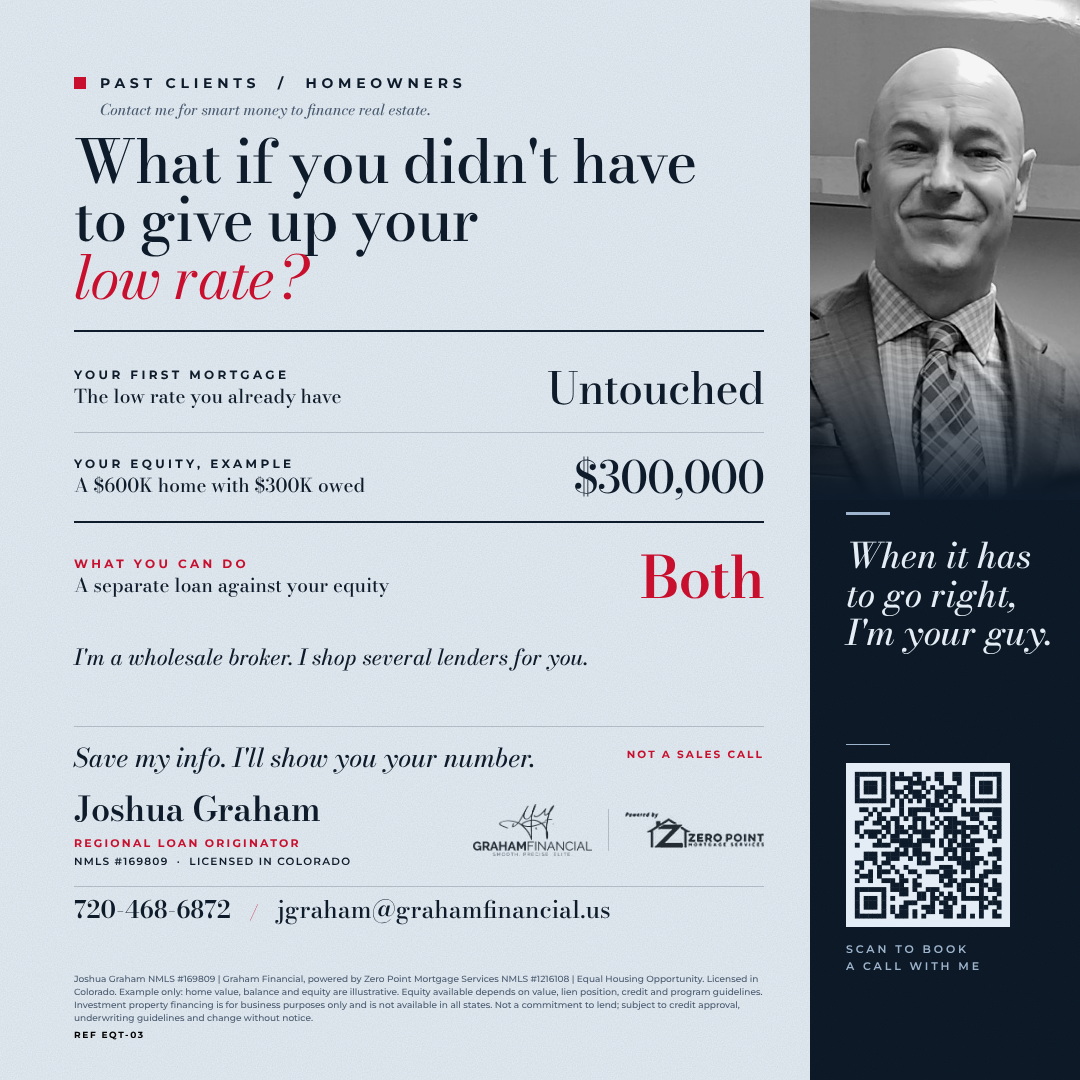 PAST CLIENTS / HOMEOWNERS
Contact me for smart money to finance real estate.
What if you didn't have
to give up your
low rate?
YOUR FIRST MORTGAGE
The low rate you already have
Untouched
YOUR EQUITY, EXAMPLE
A $600K home with $300K owed
$300,000
WHAT YOU CAN DO
A separate loan against your equity
Both
I'm a wholesale broker. I shop several lenders for you.
Save my info. I'll show you your number.
NOT A SALES CALL
Joshua Graham
REGIONAL LOAN ORIGINATOR
NMLS #169809 · LICENSED IN COLORADO
GRAHAMFINANCIAL
SMOOTH. PRECISE. ELITE.
Powered by
ZERO POINT
MORTGAGE SERVICES
720-468-6872 / jgraham@grahamfinancial.us
Joshua Graham NMLS #169809 | Graham Financial, powered by Zero Point Mortgage Services NMLS #1216108 | Equal Housing Opportunity. Licensed in
Colorado. Example only: home value, balance and equity are illustrative. Equity available depends on value, lien position, credit and program guidelines.
Investment property financing is for business purposes only and is not available in all states. Not a commitment to lend; subject to credit approval,
underwriting guidelines and change without notice.
REF EQT-03
When it has
to go right,
I'm your guy.
SCAN TO BOOK
A CALL WITH ME